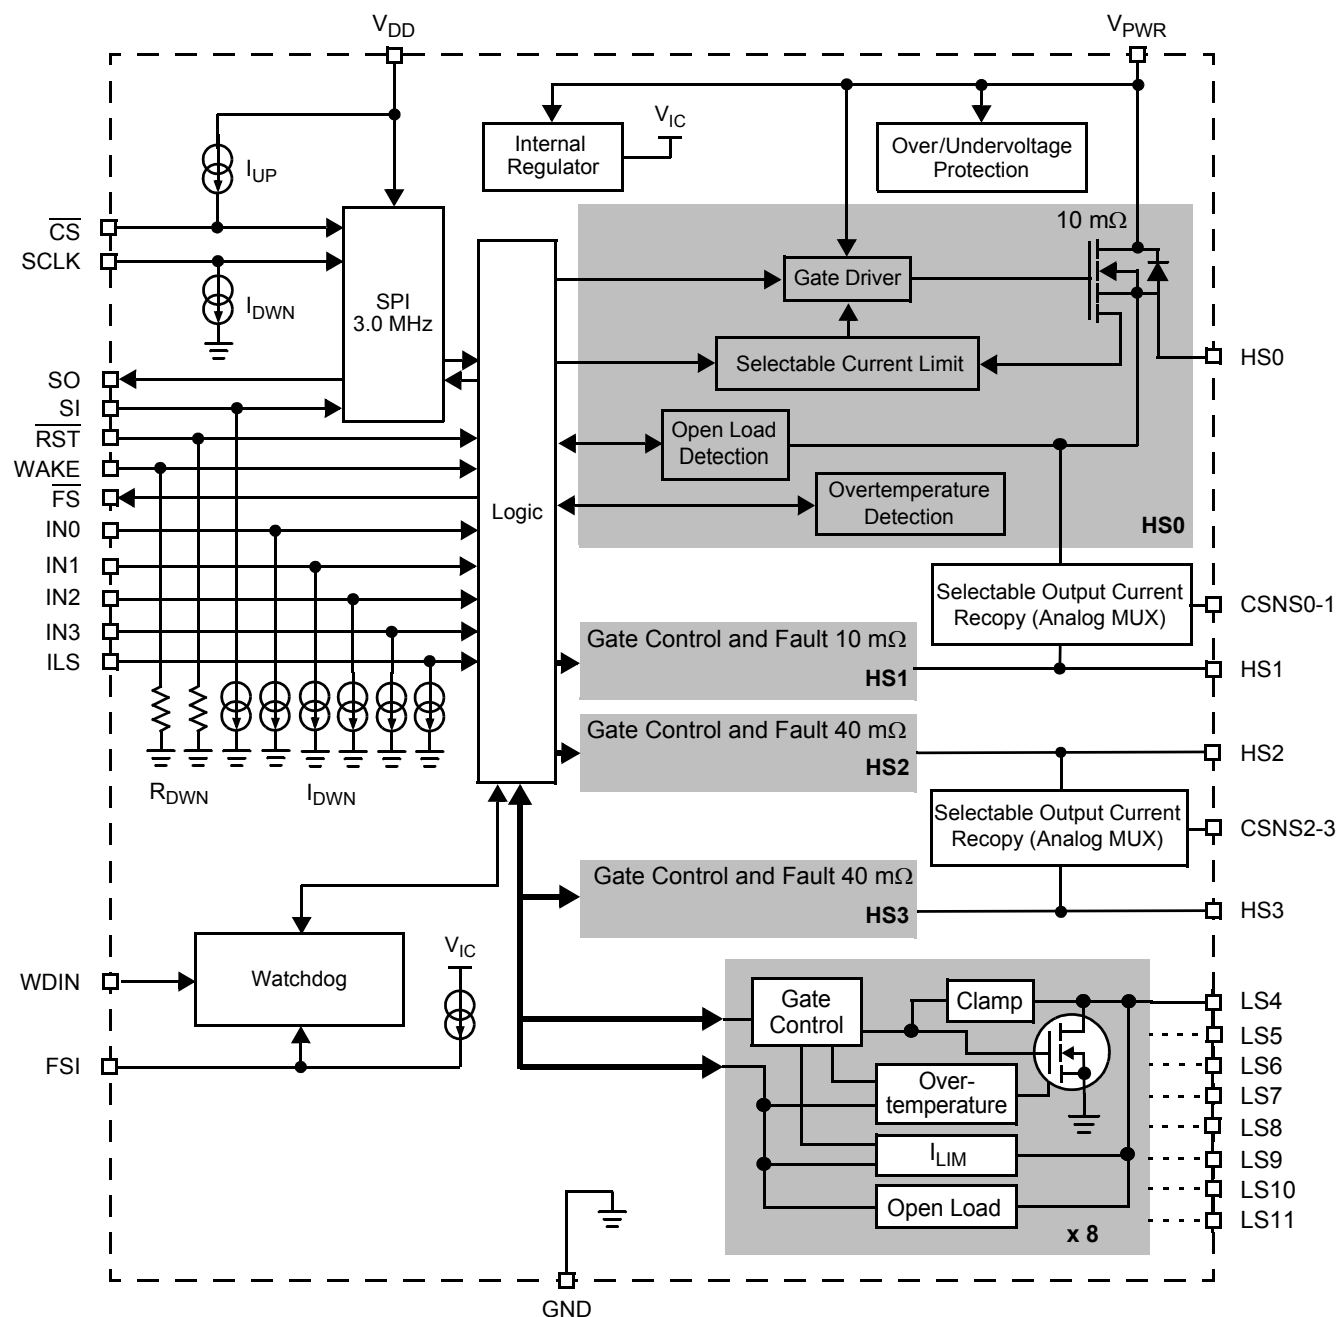 VDD
VPWR
Internal
Regulator
VIC
Over/Undervoltage
Protection
IUP
CS
SCLK
IDWN
SPI
3.0 MHz
10 mΩ
Gate Driver
Selectable Current Limit
HS0
SO
SI
RST
WAKE
FS
IN0
IN1
IN2
IN3
ILS
Logic
Open Load
Detection
Overtemperature
Detection
HS0
Selectable Output Current
Recopy (Analog MUX)
CSNS0-1
Gate Control and Fault 10 mΩ
HS1
HS1
Gate Control and Fault 40 mΩ
HS2
HS2
RDWN
IDWN
Selectable Output Current
Recopy (Analog MUX)
CSNS2-3
Gate Control and Fault 40 mΩ
HS3
HS3
VIC
WDIN
Watchdog
FSI
Gate
Control
Clamp
Over-
temperature
ILIM
Open Load
x 8
LS4
LS5
LS6
LS7
LS8
LS9
LS10
LS11
GND